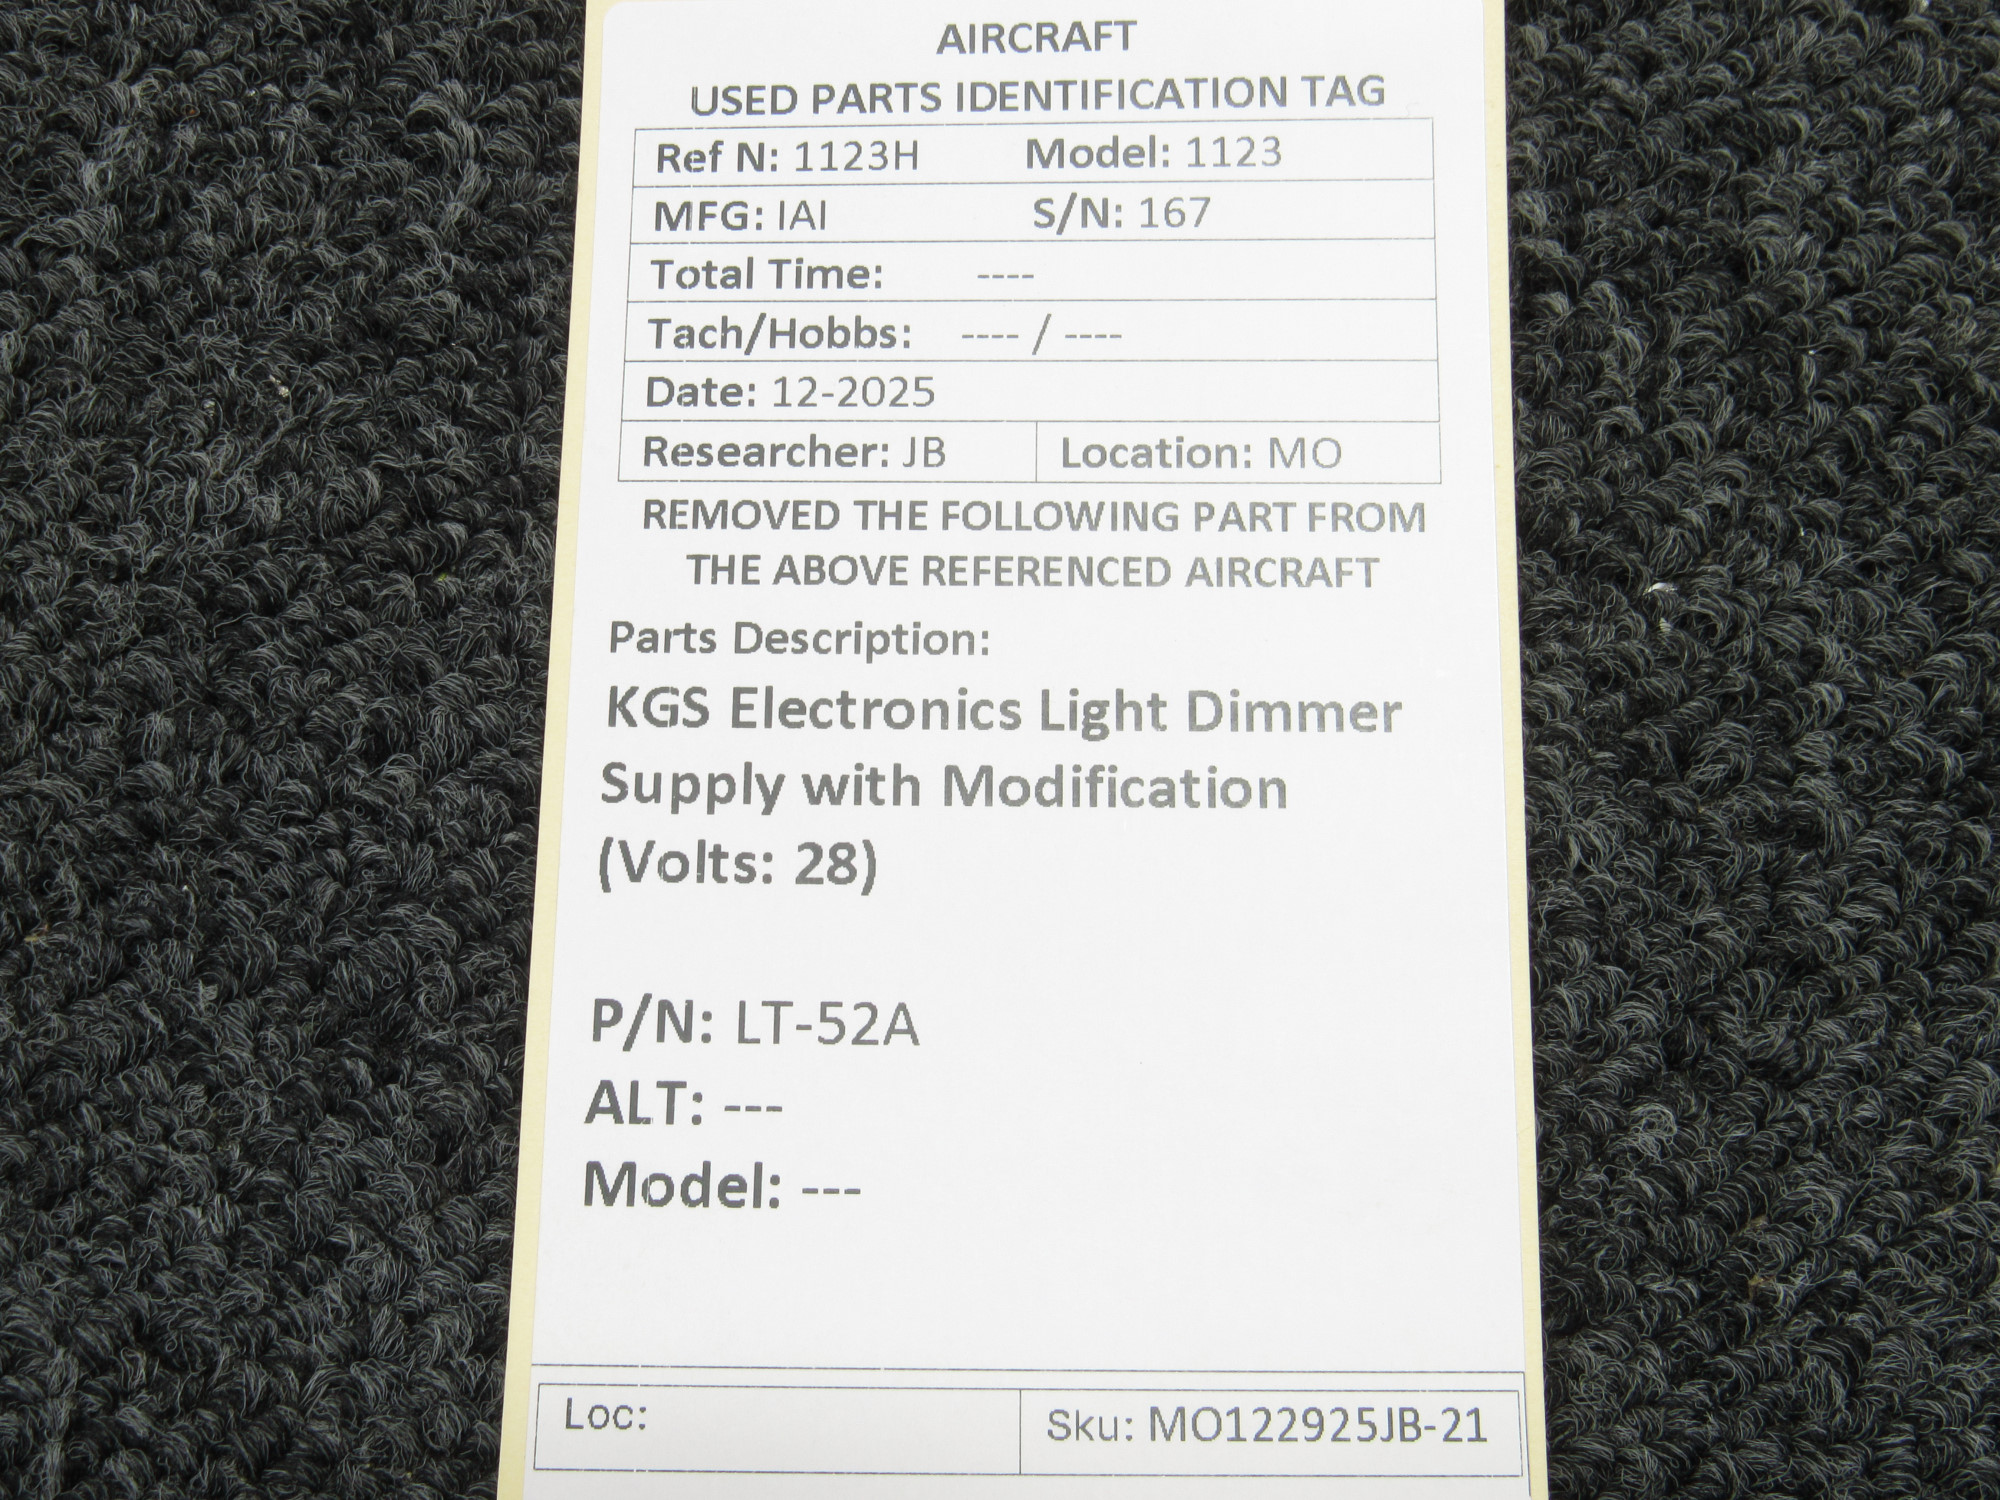 AIRCRAFT
USED PARTS IDENTIFICATION TAG
Ref N: 1123H Model: 1123
MFG: IAI S/N: 167
Total Time: ----
Tach/Hobbs: ---- / ----
Date: 12-2025
Researcher: JB Location: MO
REMOVED THE FOLLOWING PART FROM
THE ABOVE REFERENCED AIRCRAFT
Parts Description:
KGS Electronics Light Dimmer
Supply with Modification
(Volts: 28)
P/N: LT-52A
ALT: ---
Model: ---
Loc: Sku: MO122925JB-21